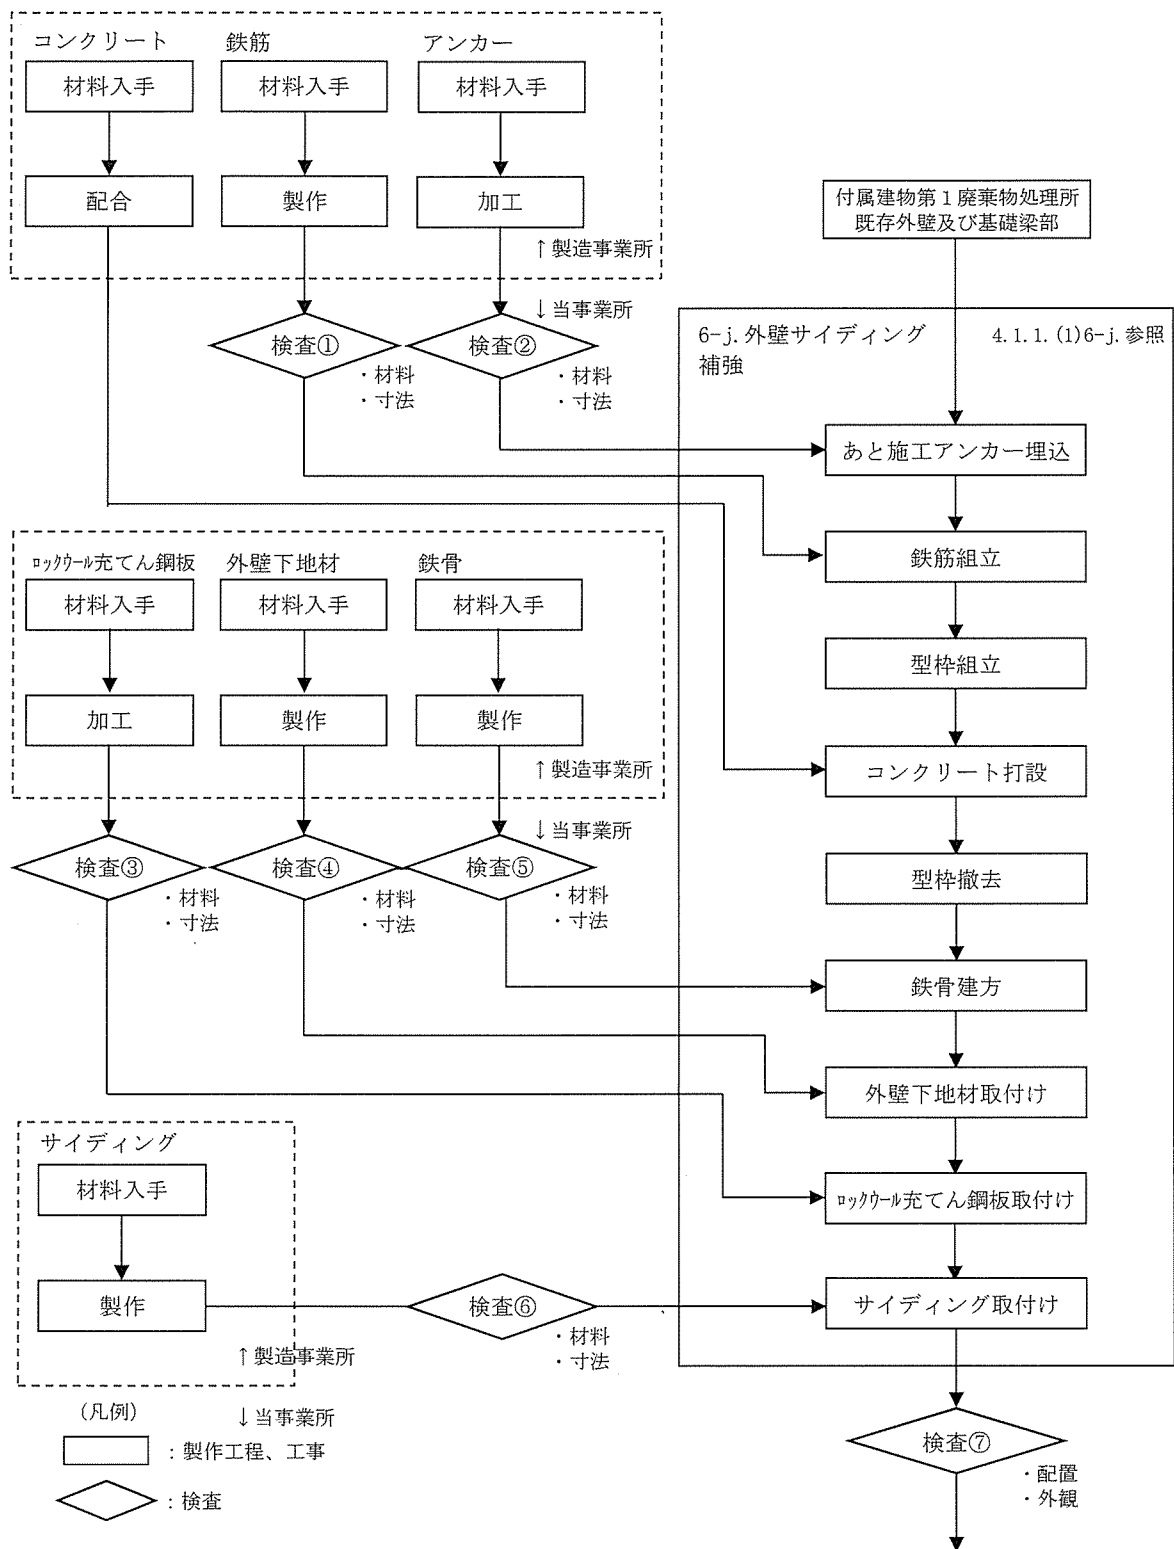 コンクリート
鉄筋
アンカー
材料入手
材料入手
材料入手
配合
製作
加工
↑製造事業所
↓当事業所
検査①
・材料
・寸法
検査②
・材料
・寸法
付属建物第１廃棄物処理所
既存外壁及び基礎梁部
6-j.外壁サイディング
補強
4.1.1.(1)6-j.参照
あと施工アンカー埋込
鉄筋組立
型枠組立
コンクリート打設
型枠撤去
鉄骨建方
外壁下地材取付け
ﾛｯｸｳｰﾙ充てん鋼板取付け
サイディング取付け
ﾛｯｸｳｰﾙ充てん鋼板
外壁下地材
鉄骨
材料入手
材料入手
材料入手
加工
製作
製作
↑製造事業所
↓当事業所
検査③
・材料
・寸法
検査④
・材料
・寸法
検査⑤
・材料
・寸法
サイディング
材料入手
製作
↑製造事業所
↓当事業所
検査⑥
・材料
・寸法
検査⑦
・配置
・外観
(凡例)
：製作工程、工事
：検査